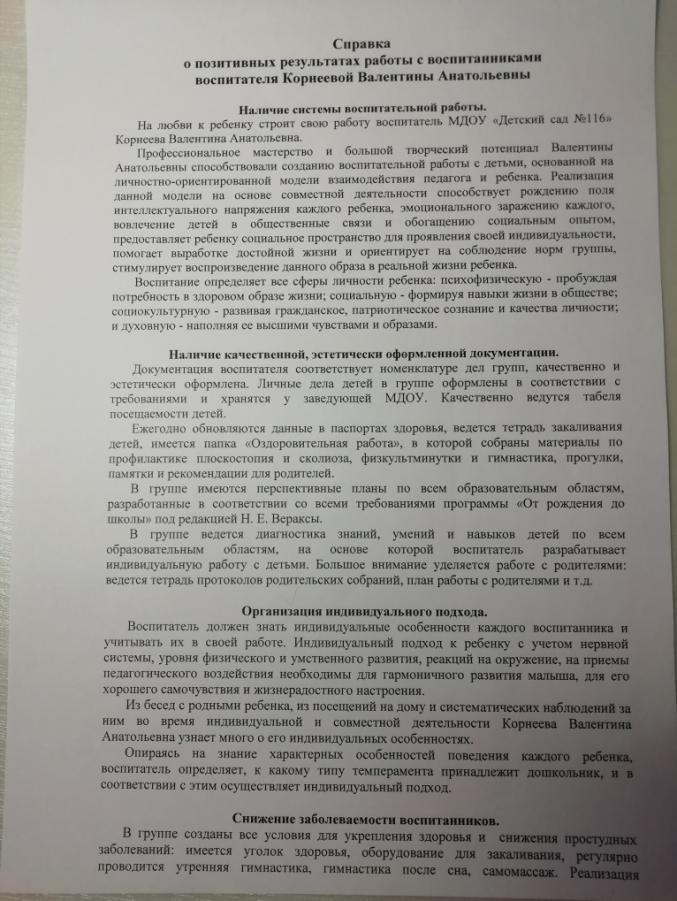 Справка
о позитивных результатах работы с воспитанниками
воспитателя Корнеевой Валентины Анатольевны
Наличие системы воспитательной работы.
На любви к ребенку строит свою работу воспитатель МДОУ «Детский сад №116»
Корнеева Валентина Анатольевна.
Профессиональное мастерство и большой творческий потенциал Валентины
Анатольевны способствовали созданию воспитательной работы с детьми, основанной на
личностно-ориентированной модели взаимодействия педагога и ребенка. Реализация
данной модели на основе совместной деятельности способствует рождению поля
интеллектуального напряжения каждого ребенка, эмоционального заражению каждого,
вовлечение детей в общественные связи и обогащению социальным опытом,
предоставляет ребенку социальное пространство для проявления своей индивидуальности,
помогает выработке достойной жизни и ориентирует на соблюдение норм группы,
стимулирует воспроизведение данного образа в реальной жизни ребенка.
Воспитание определяет все сферы личности ребенка: психофизическую - пробуждая
потребность в здоровом образе жизни; социальную - формируя навыки жизни в обществе;
социокультурную - развивая гражданское, патриотическое сознание и качества личности;
и духовную - наполняя ее высшими чувствами и образами.
Наличие качественной, эстетически оформленной документации.
Документация воспитателя соответствует номенклатуре дел групп, качественно и
эстетически оформлена. Личные дела детей в группе оформлены в соответствии с
требованиями и хранятся у заведующей МДОУ. Качественно ведутся табеля
посещаемости детей.
Ежегодно обновляются данные в паспортах здоровья, ведется тетрадь закаливания
детей, имеется папка «Оздоровительная работа», в которой собраны материалы по
профилактике плоскостопия и сколиоза, физкультминутки и гимнастика, прогулки,
памятки и рекомендации для родителей.
В группе имеются перспективные планы по всем образовательным областям,
разработанные в соответствии со всеми требованиями программы «От рождения до
школы» под редакцией Н. Е. Вераксы.
В группе ведется диагностика знаний, умений и навыков детей по всем
образовательным областям, на основе которой воспитатель разрабатывает
индивидуальную работу с детьми. Большое внимание уделяется работе с родителями:
ведется тетрадь протоколов родительских собраний, план работы с родителями и т.д.
Организация индивидуального подхода.
Воспитатель должен знать индивидуальные особенности каждого воспитанника и
учитывать их в своей работе. Индивидуальный подход к ребенку с учетом нервной
системы, уровня физического и умственного развития, реакций на окружение, на приемы
педагогического воздействия необходимы для гармоничного развития малыша, для его
хорошего самочувствия и жизнерадостного настроения.
Из бесед с родными ребенка, из посещений на дому и систематических наблюдений за
ним во время индивидуальной и совместной деятельности Корнеева Валентина
Анатольевна узнает много о его индивидуальных особенностях.
Опираясь на знание характерных особенностей поведения каждого ребенка,
воспитатель определяет, к какому типу темперамента принадлежит дошкольник, и в
соответствии с этим осуществляет индивидуальный подход.
Снижение заболеваемости воспитанников.
В группе созданы все условия для укрепления здоровья и снижения простудных
заболеваний: имеется уголок здоровья, оборудование для закаливания, регулярно
проводится утренняя гимнастика, гимнастика после сна, самомассаж. Реализация